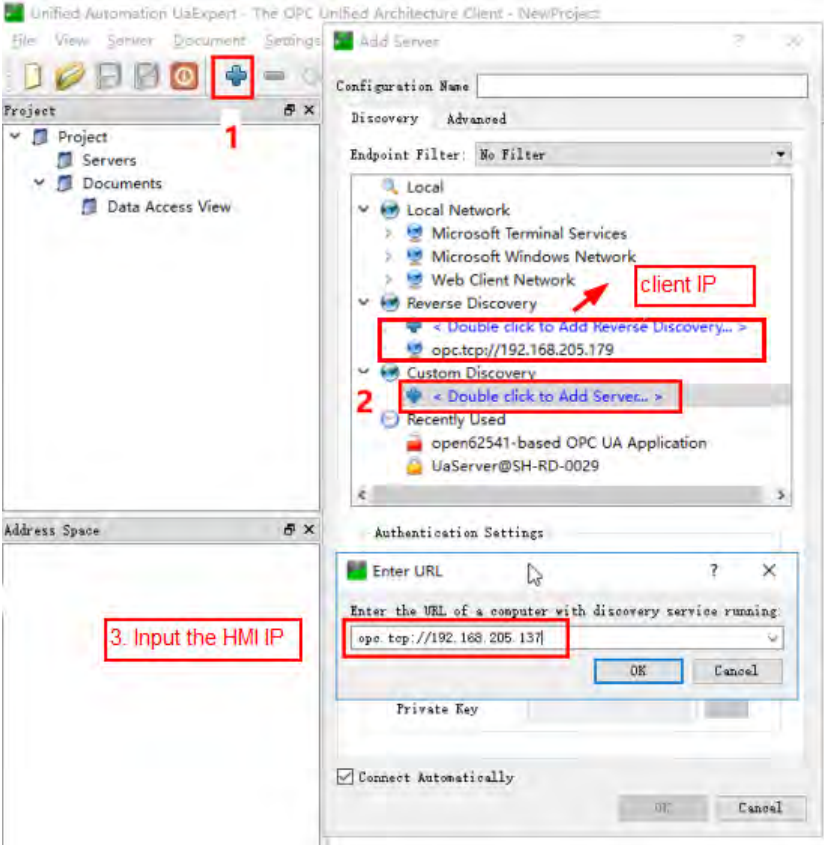 Unified Automation UaExpert - The OPC Unified Architecture Client - NewProject
File View Server Document Settings
1
Project
Project
Servers
Documents
Data Access View
Address Space
3. Input the HMI IP
Add Server
Configuration Name
Discovery Advanced
Endpoint Filter: No Filter
Local
Local Network
Microsoft Terminal Services
Microsoft Windows Network
Web Client Network
client IP
Reverse Discovery
< Double click to Add Reverse Discovery... >
opc.tcp://192.168.205.179
Custom Discovery
2
< Double click to Add Server... >
Recently Used
open62541-based OPC UA Application
UaServer@SH-RD-0029
Authentication Settings
Enter URL
Enter the URL of a computer with discovery service running:
opc.tcp://192.168.205.137
OK Cancel
Private Key
Connect Automatically
OK Cancel